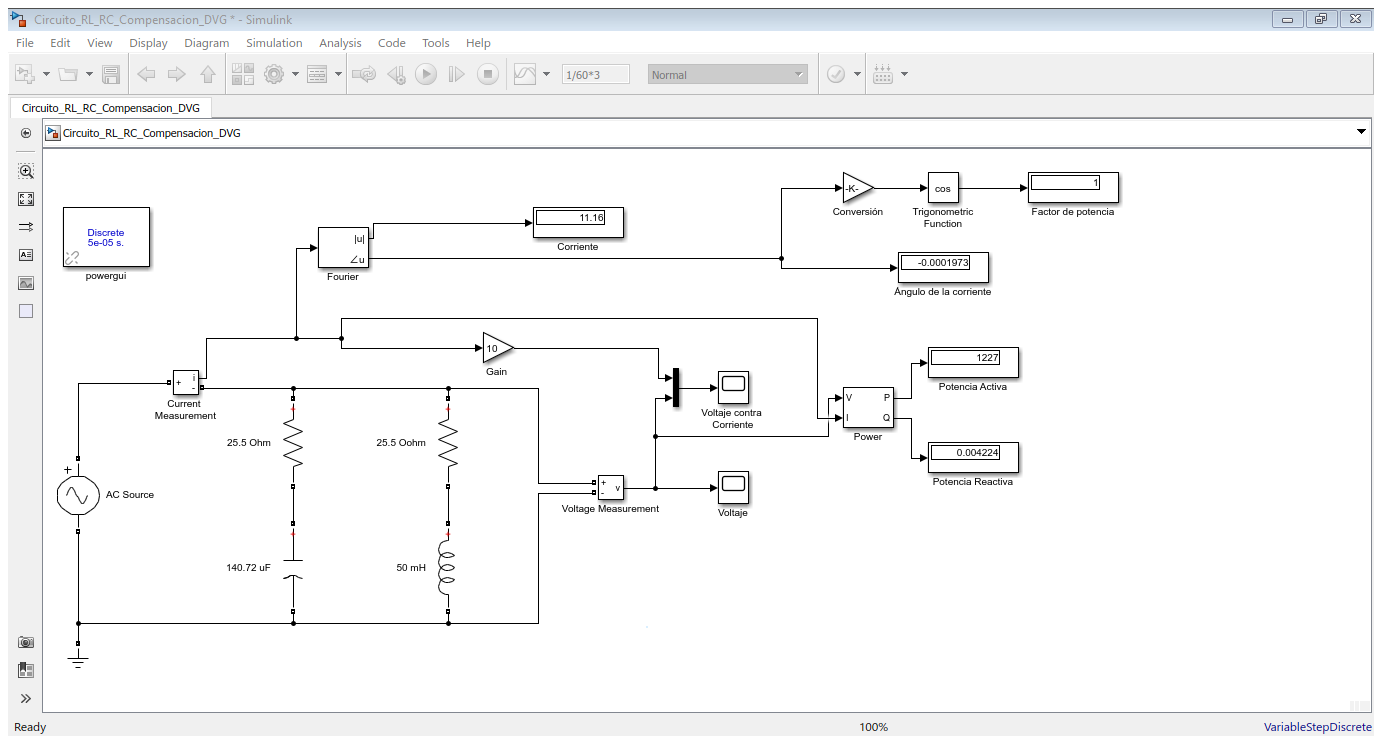 Circuito_RL_RC_Compensacion_DVG * - Simulink
File Edit View Display Diagram Simulation Analysis Code Tools Help
1/60*3
Normal
Circuito_RL_RC_Compensacion_DVG
Circuito_RL_RC_Compensacion_DVG
Discrete
5e-05 s.
powergui
|u|
∠u
Fourier
11.16
Corriente
-K-
Conversión
cos
Trigonometric
Function
1
Factor de potencia
-0.0001973
Angulo de la corriente
10
Gain
+
i
-
Current
Measurement
Voltaje contra
Corriente
V
I
P
Q
Power
1227
Potencia Activa
0.004224
Potencia Reactiva
25.5 Ohm
25.5 Oohm
+
AC Source
+
-
v
Voltage Measurement
Voltaje
140.72 uF
50 mH
Ready
100%
VariableStepDiscrete